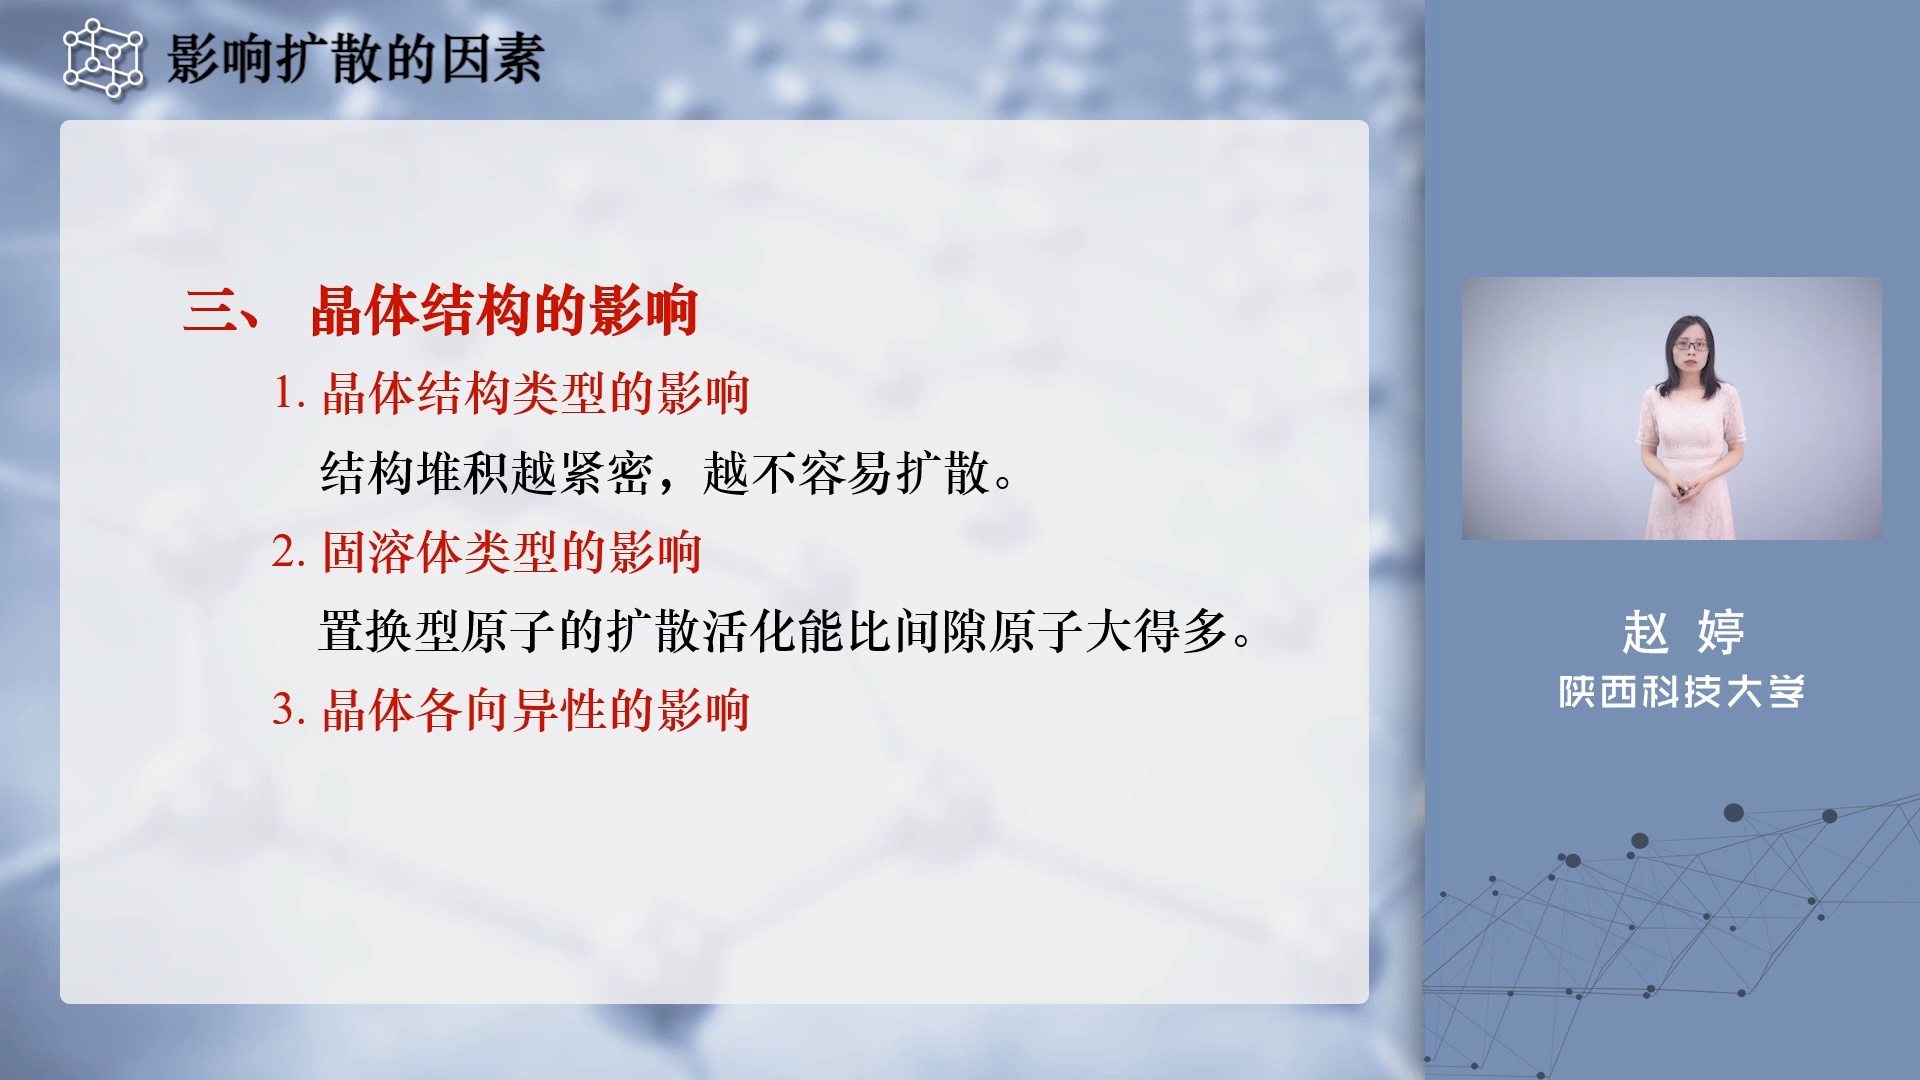 影响扩散的因素
三、 晶体结构的影响
1. 晶体结构类型的影响
结构堆积越紧密，越不容易扩散。
2. 固溶体类型的影响
置换型原子的扩散活化能比间隙原子大得多。
3. 晶体各向异性的影响
赵 婷
陕西科技大学